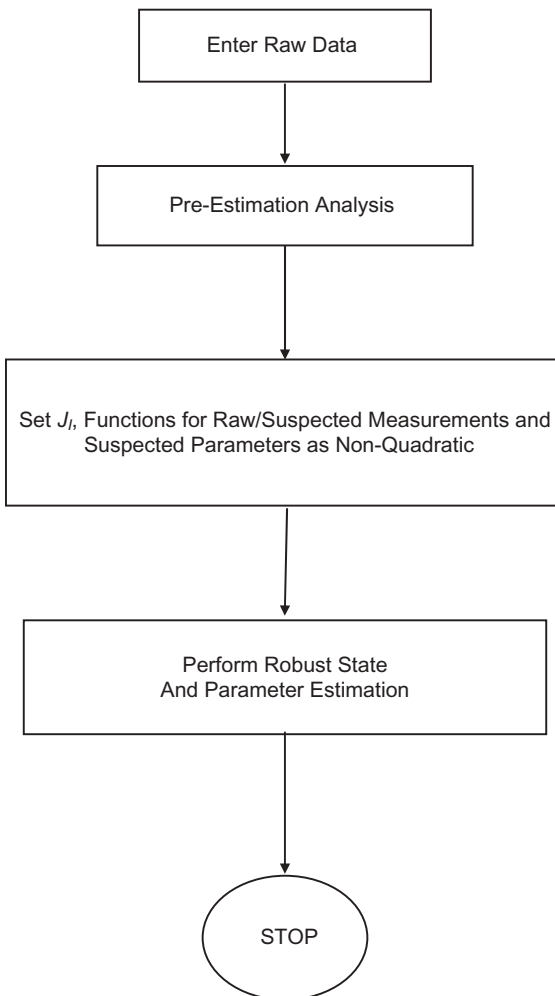 Enter Raw Data
Pre-Estimation Analysis
Set J_I, Functions for Raw/Suspected Measurements and
Suspected Parameters as Non-Quadratic
Perform Robust State
And Parameter Estimation
STOP